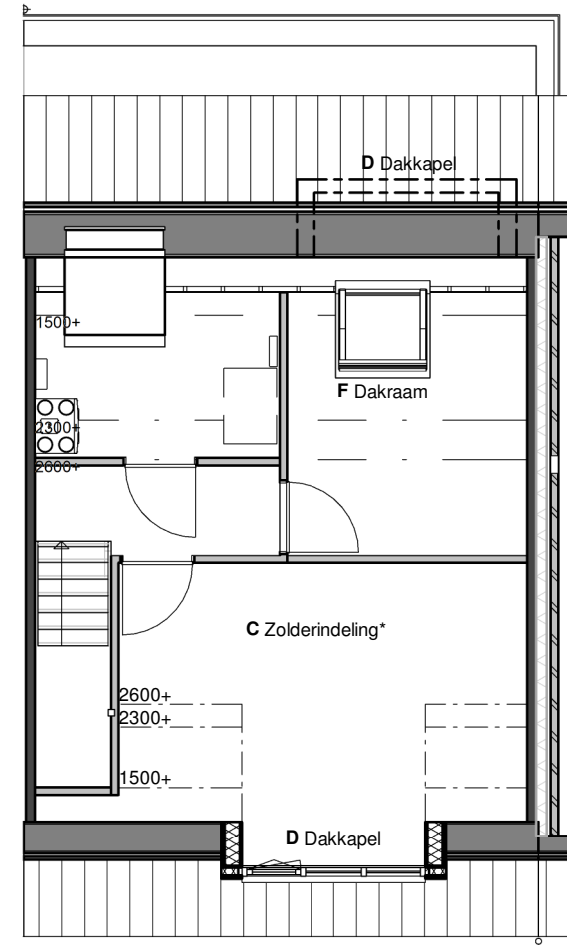 D Dakkapel
1500+
F Dakraam
2300+
2600+
C Zolderindeling*
2600+
2300+
1500+
D Dakkapel